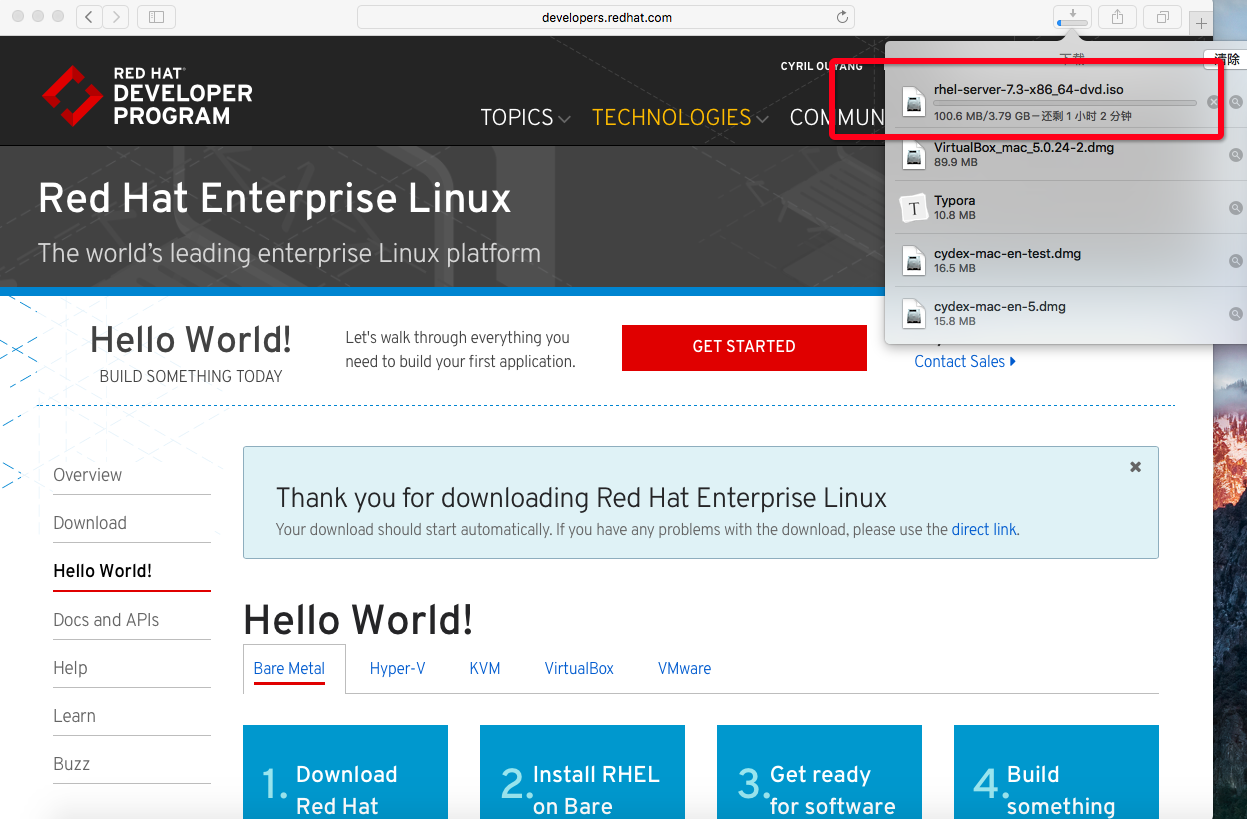 developers.redhat.com
下载
清除
RED HAT
DEVELOPER
PROGRAM
CYRIL OUYANG
TOPICS
TECHNOLOGIES
COMMUN
rhel-server-7.3-x86_64-dvd.iso
100.6 MB/3.79 GB－还剩 1 小时 2 分钟
VirtualBox_mac_5.0.24-2.dmg
89.9 MB
T
Typora
10.8 MB
cydex-mac-en-test.dmg
16.5 MB
cydex-mac-en-5.dmg
15.8 MB
Red Hat Enterprise Linux
The world's leading enterprise Linux platform
Hello World!
BUILD SOMETHING TODAY
Let's walk through everything you
need to build your first application.
GET STARTED
Contact Sales
Overview
Download
Hello World!
Docs and APIs
Help
Learn
Buzz
Thank you for downloading Red Hat Enterprise Linux
Your download should start automatically. If you have any problems with the download, please use the direct link.
Hello World!
Bare Metal
Hyper-V
KVM
VirtualBox
VMware
1. Download
Red Hat
2. Install RHEL
on Bare
3. Get ready
for software
4. Build
something